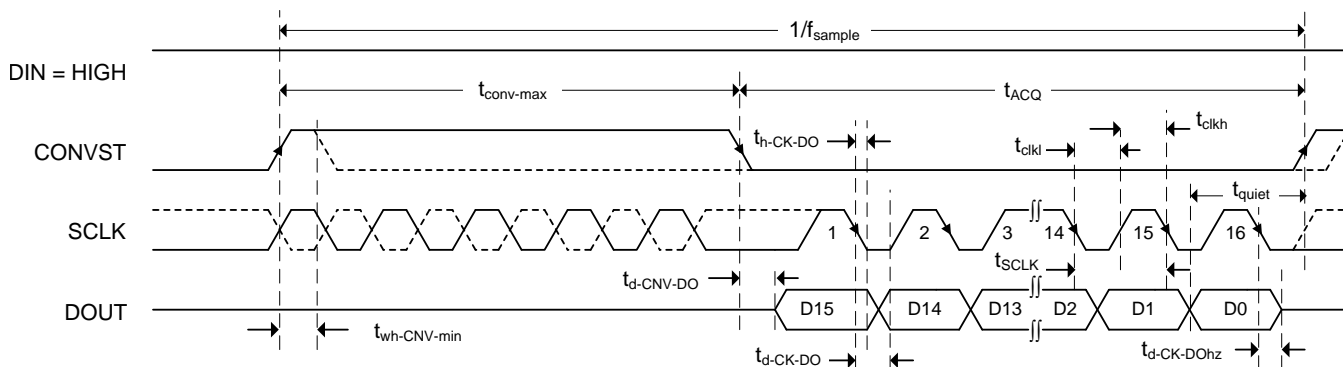 1/fsample
DIN = HIGH
tconv-max
tACQ
CONVST
th-CK-DO
tclkl
tclkh
tquiet
SCLK
1 2 3 14 15 16
tSCLK
td-CNV-DO
DOUT
D15 D14 D13 D2 D1 D0
twh-CNV-min
td-CK-DO
td-CK-DOhz